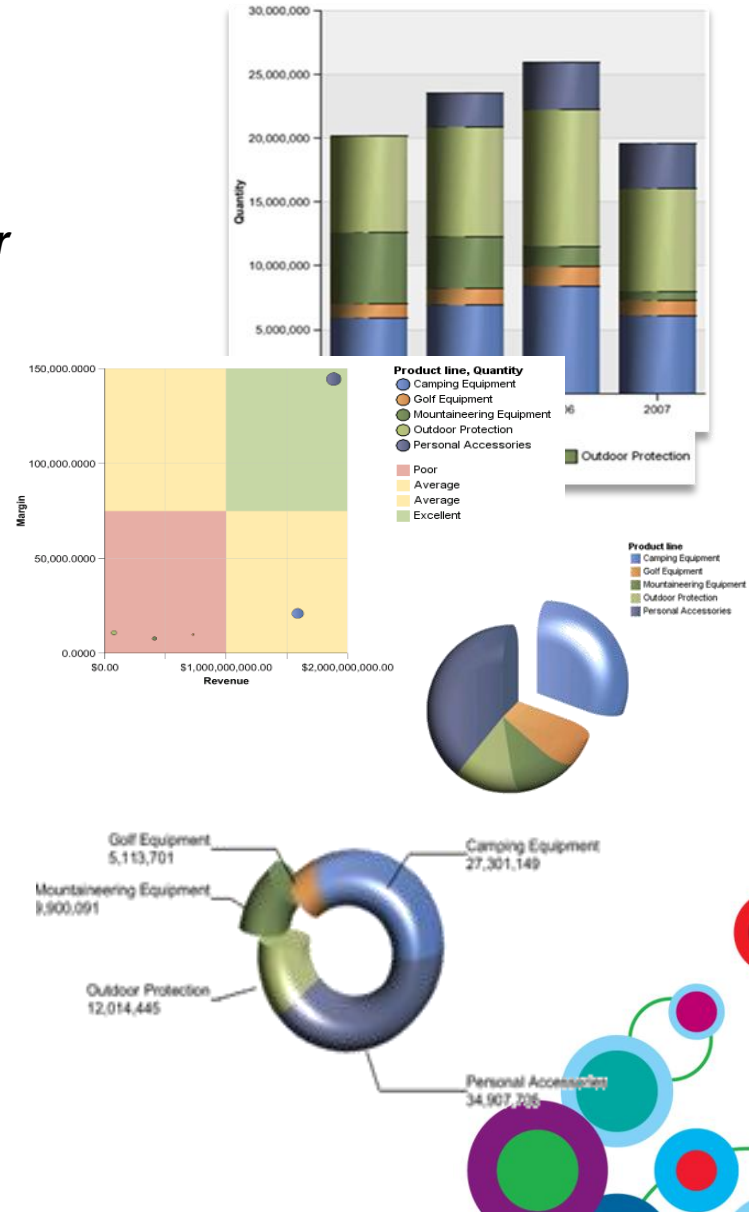 30,000,000
25,000,000
20,000,000
15,000,000
10,000,000
5,000,000
Quantity
2007
Outdoor Protection
r
150,000.0000
100,000.0000
50,000.0000
0.0000
Margin
$0.00
$1,000,000,000.00
$2,000,000,000.00
Revenue
Product line, Quantity
Camping Equipment
Golf Equipment
Mountaineering Equipment
Outdoor Protection
Personal Accessories
Poor
Average
Average
Excellent
Product line
Camping Equipment
Golf Equipment
Mountaineering Equipment
Outdoor Protection
Personal Accessories
Golf Equipment
5,113,701
Camping Equipment
27,301,149
Mountaineering Equipment
9,900,091
Outdoor Protection
12,014,445
Personal Accessories